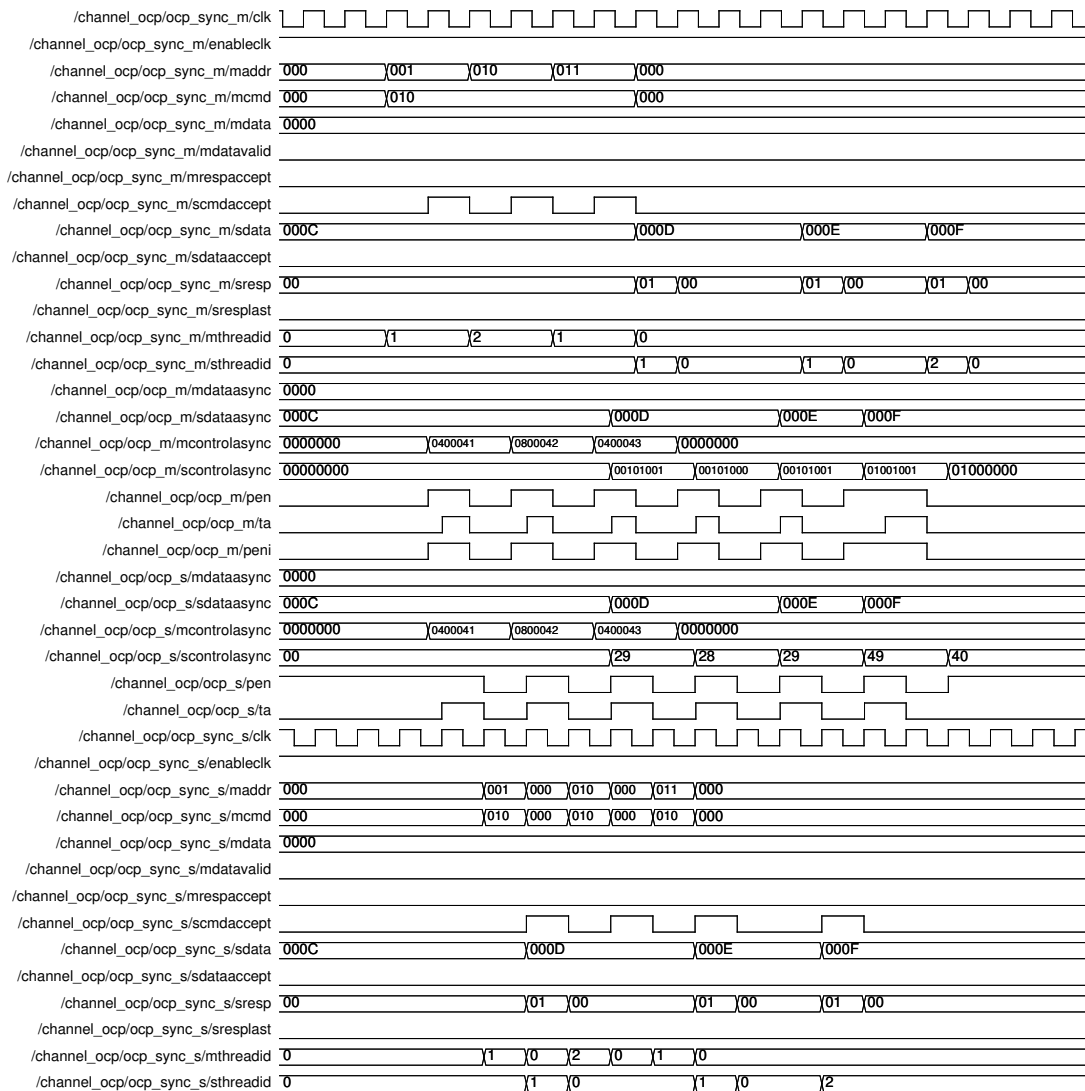 /channel_ocp/ocp_sync_m/clk
/channel_ocp/ocp_sync_m/enableclk
/channel_ocp/ocp_sync_m/maddr 000 001 010 011 000
/channel_ocp/ocp_sync_m/mcmd 000 010 000
/channel_ocp/ocp_sync_m/mdata 0000
/channel_ocp/ocp_sync_m/mdatavalid
/channel_ocp/ocp_sync_m/mrespaccept
/channel_ocp/ocp_sync_m/scmdaccept
/channel_ocp/ocp_sync_m/sdata 000C 000D 000E 000F
/channel_ocp/ocp_sync_m/sdataaccept
/channel_ocp/ocp_sync_m/sresp 00 01 00 01 00 01 00
/channel_ocp/ocp_sync_m/sresplast
/channel_ocp/ocp_sync_m/mthreadid 0 1 2 1 0
/channel_ocp/ocp_sync_m/sthreadid 0 1 0 1 0 2 0
/channel_ocp/ocp_m/mdataasync 0000
/channel_ocp/ocp_m/sdataasync 000C 000D 000E 000F
/channel_ocp/ocp_m/mcontrolasync 0000000 0400041 0800042 0400043 0000000
/channel_ocp/ocp_m/scontrolasync 00000000 00101001 00101000 00101001 01001001 01000000
/channel_ocp/ocp_m/pen
/channel_ocp/ocp_m/ta
/channel_ocp/ocp_m/peni
/channel_ocp/ocp_s/mdataasync 0000
/channel_ocp/ocp_s/sdataasync 000C 000D 000E 000F
/channel_ocp/ocp_s/mcontrolasync 0000000 0400041 0800042 0400043 0000000
/channel_ocp/ocp_s/scontrolasync 00 29 28 29 49 40
/channel_ocp/ocp_s/pen
/channel_ocp/ocp_s/ta
/channel_ocp/ocp_sync_s/clk
/channel_ocp/ocp_sync_s/enableclk
/channel_ocp/ocp_sync_s/maddr 000 001 000 010 000 011 000
/channel_ocp/ocp_sync_s/mcmd 000 010 000 010 000 010 000
/channel_ocp/ocp_sync_s/mdata 0000
/channel_ocp/ocp_sync_s/mdatavalid
/channel_ocp/ocp_sync_s/mrespaccept
/channel_ocp/ocp_sync_s/scmdaccept
/channel_ocp/ocp_sync_s/sdata 000C 000D 000E 000F
/channel_ocp/ocp_sync_s/sdataaccept
/channel_ocp/ocp_sync_s/sresp 00 01 00 01 00 01 00
/channel_ocp/ocp_sync_s/sresplast
/channel_ocp/ocp_sync_s/mthreadid 0 1 0 2 0 1 0
/channel_ocp/ocp_sync_s/sthreadid 0 1 0 1 0 2